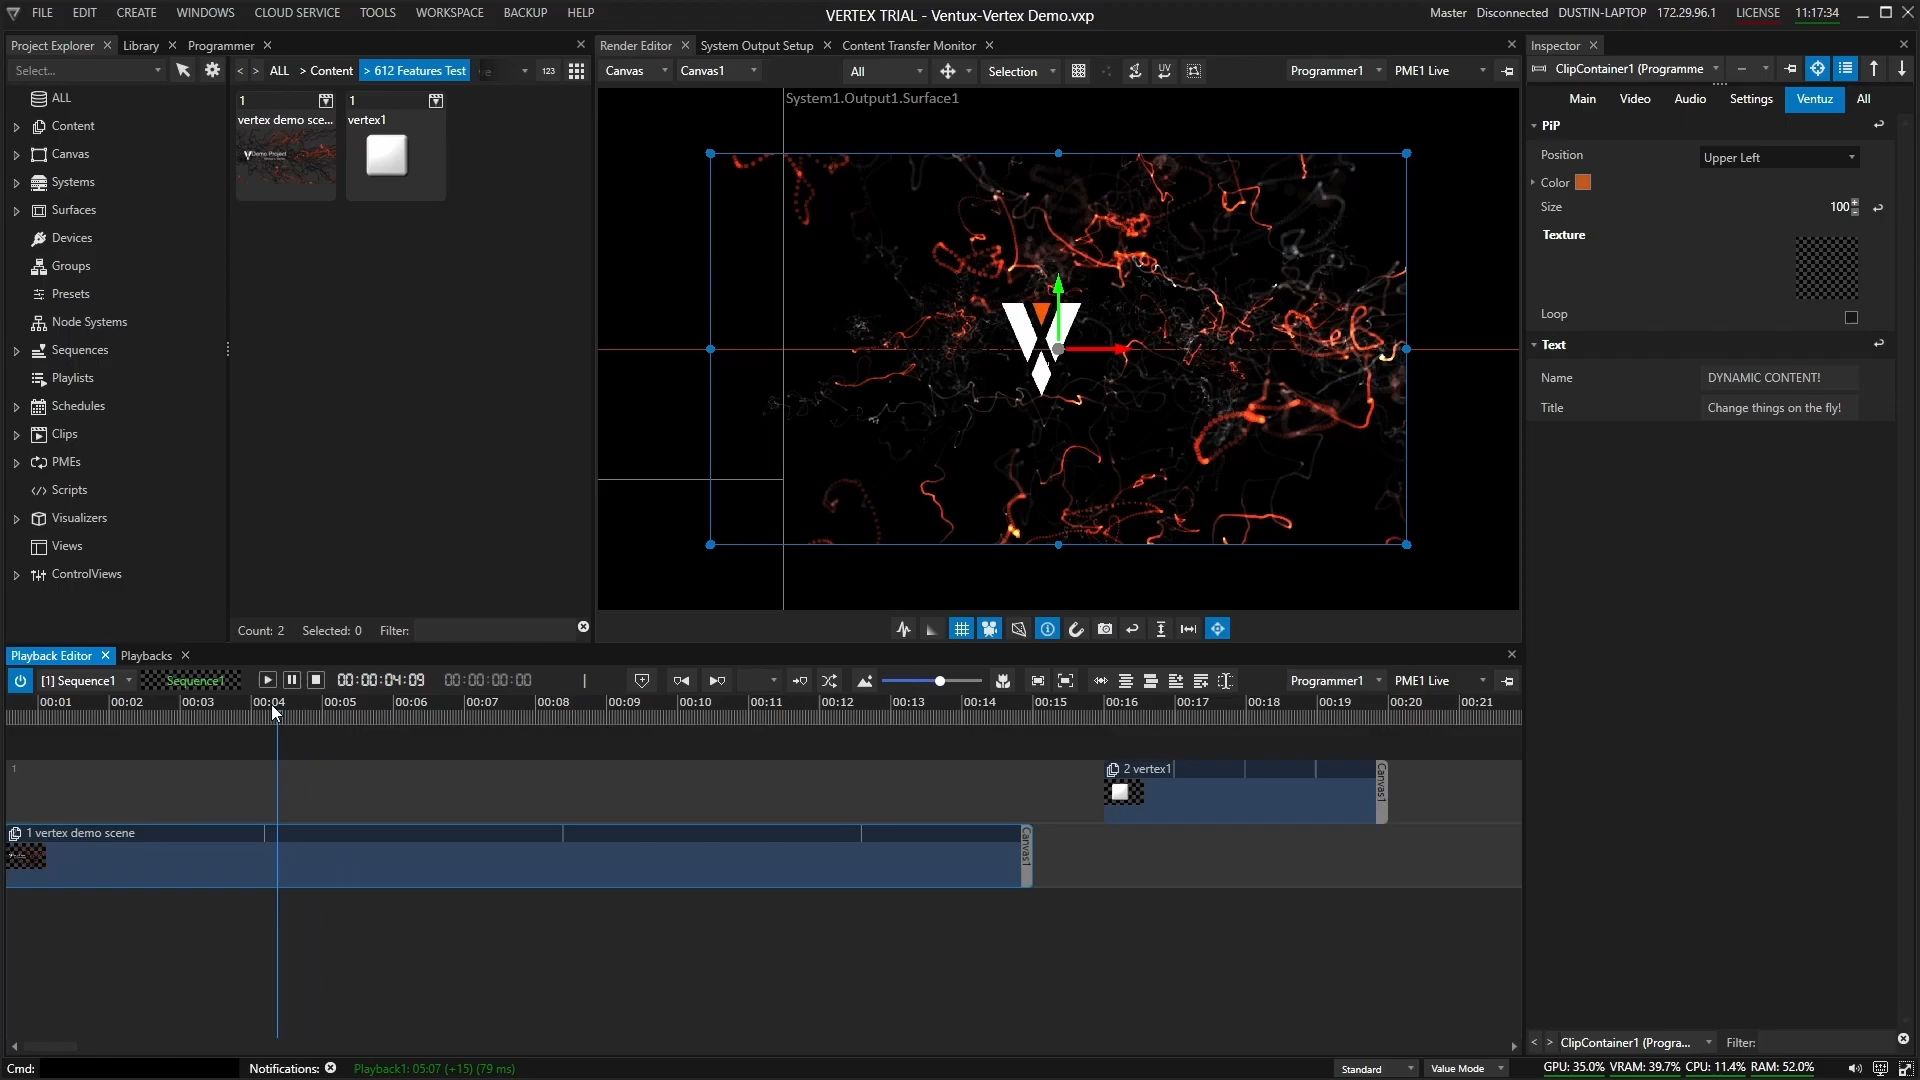 FILE EDIT CREATE WINDOWS CLOUD SERVICE TOOLS WORKSPACE BACKUP HELP
VERTEX TRIAL - Ventux-Vertex Demo.vxp
Master Disconnected DUSTIN-LAPTOP 172.29.96.1 LICENSE 11:17:34
Project Explorer Library Programmer
Render Editor System Output Setup Content Transfer Monitor
Inspector
Select...
< > ALL > Content > 612 Features Test
123
Canvas Canvas1 All Selection UV Programmer1 PME1 Live
ClipContainer1 (Programme
Main Video Audio Settings Ventuz All
ALL
Content
Canvas
Systems
Surfaces
Devices
Groups
Presets
Node Systems
Sequences
Playlists
Schedules
Clips
PMEs
Scripts
Visualizers
Views
ControlViews
1
vertex demo sce...
Demo Project
1
vertex1
Count: 2 Selected: 0 Filter:
System1.Output1.Surface1
PiP
Position Upper Left
Color
Size 100
Texture
Loop
Text
Name DYNAMIC CONTENT!
Title Change things on the fly!
Playback Editor Playbacks
[1] Sequence1 Sequence1 00:00:04:09 00:00:00:00 Programmer1 PME1 Live
00:01 00:02 00:03 00:04 00:05 00:06 00:07 00:08 00:09 00:10 00:11 00:12 00:13 00:14 00:15 00:16 00:17 00:18 00:19 00:20 00:21
1
2 vertex1
Canvas1
1 vertex demo scene
Canvas1
< > ClipContainer1 (Progra... Filter:
Cmd: Notifications: Playback1: 05:07 (+15) (79 ms) Standard Value Mode GPU: 35.0% VRAM: 39.7% CPU: 11.4% RAM: 52.0%